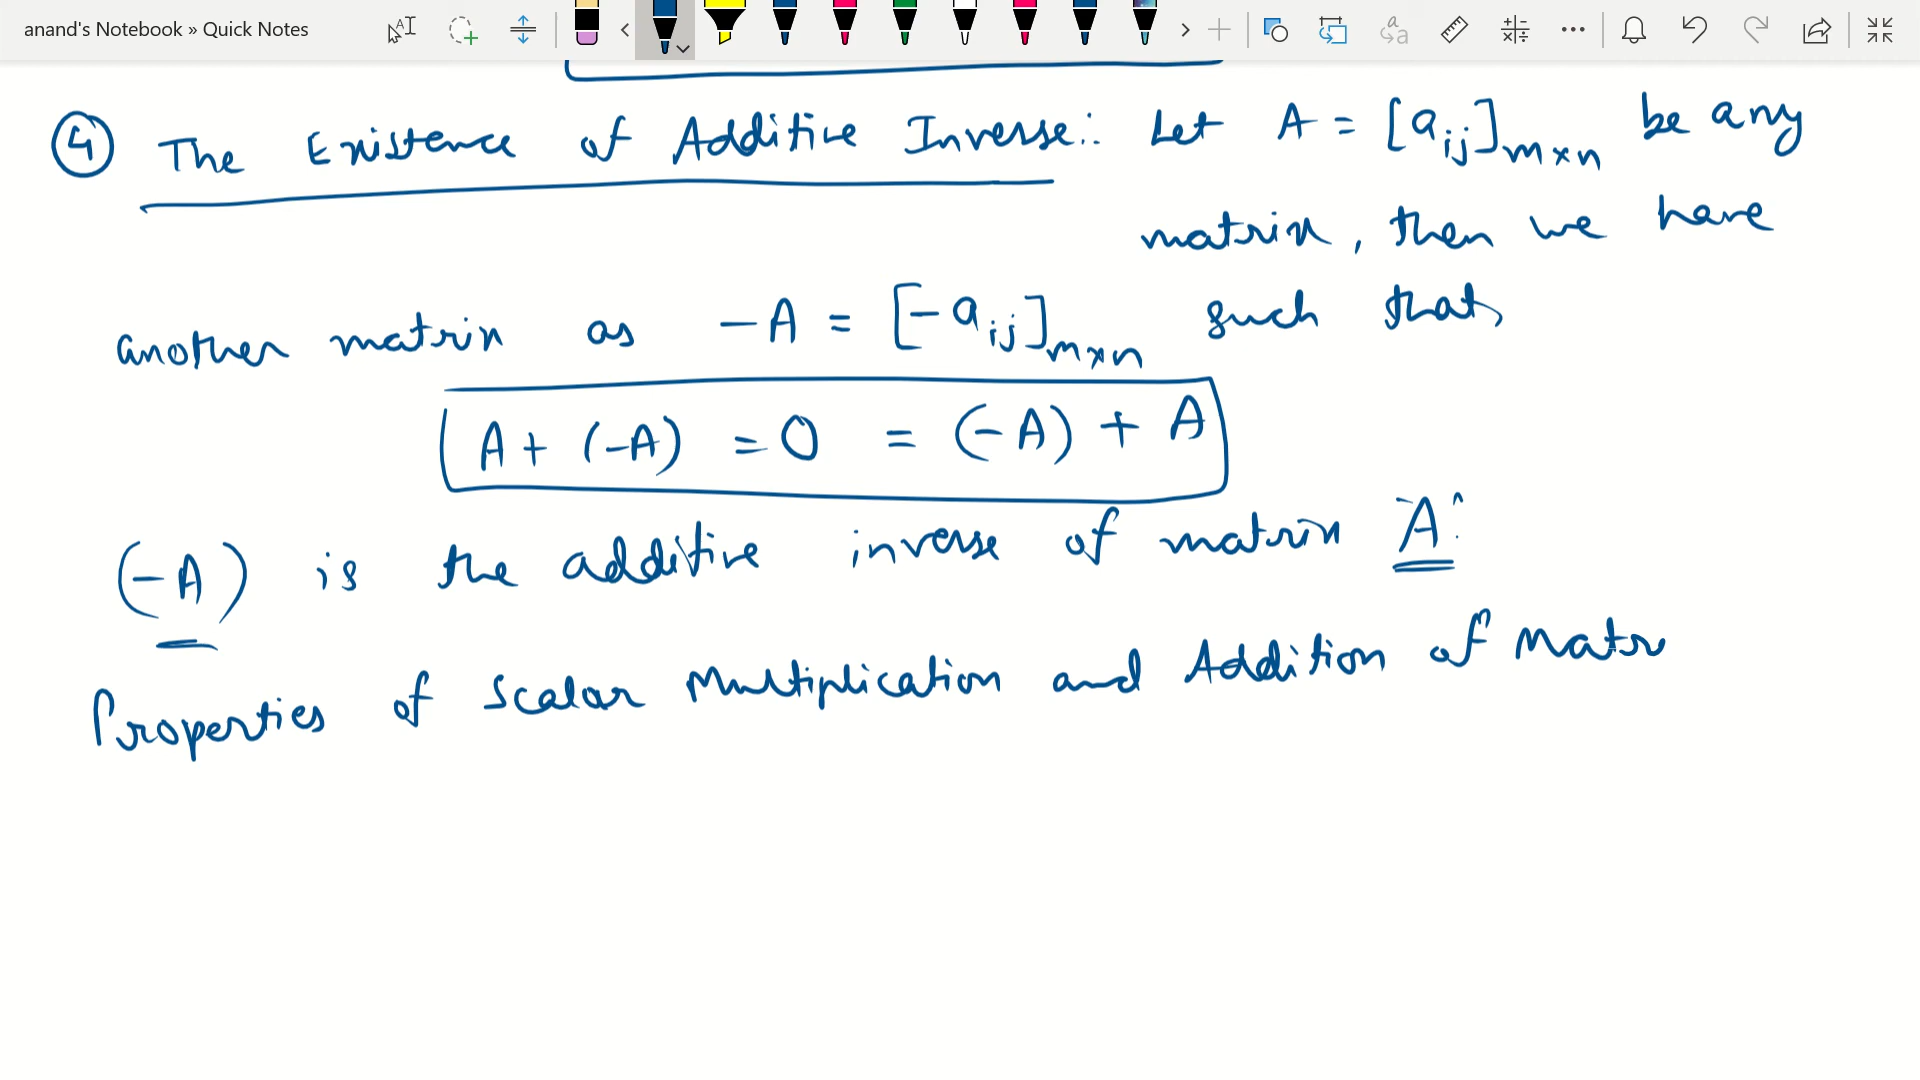 anand's Notebook » Quick Notes
④ The Existence of Additive Inverse:- Let A = [aij]m×n be any
matrix, then we have
another matrix as -A = [-aij]m×n such that,
A + (-A) = O = (-A) + A
(-A) is the additive inverse of matrix A.
Properties of Scalar Multiplication and Addition of Matr